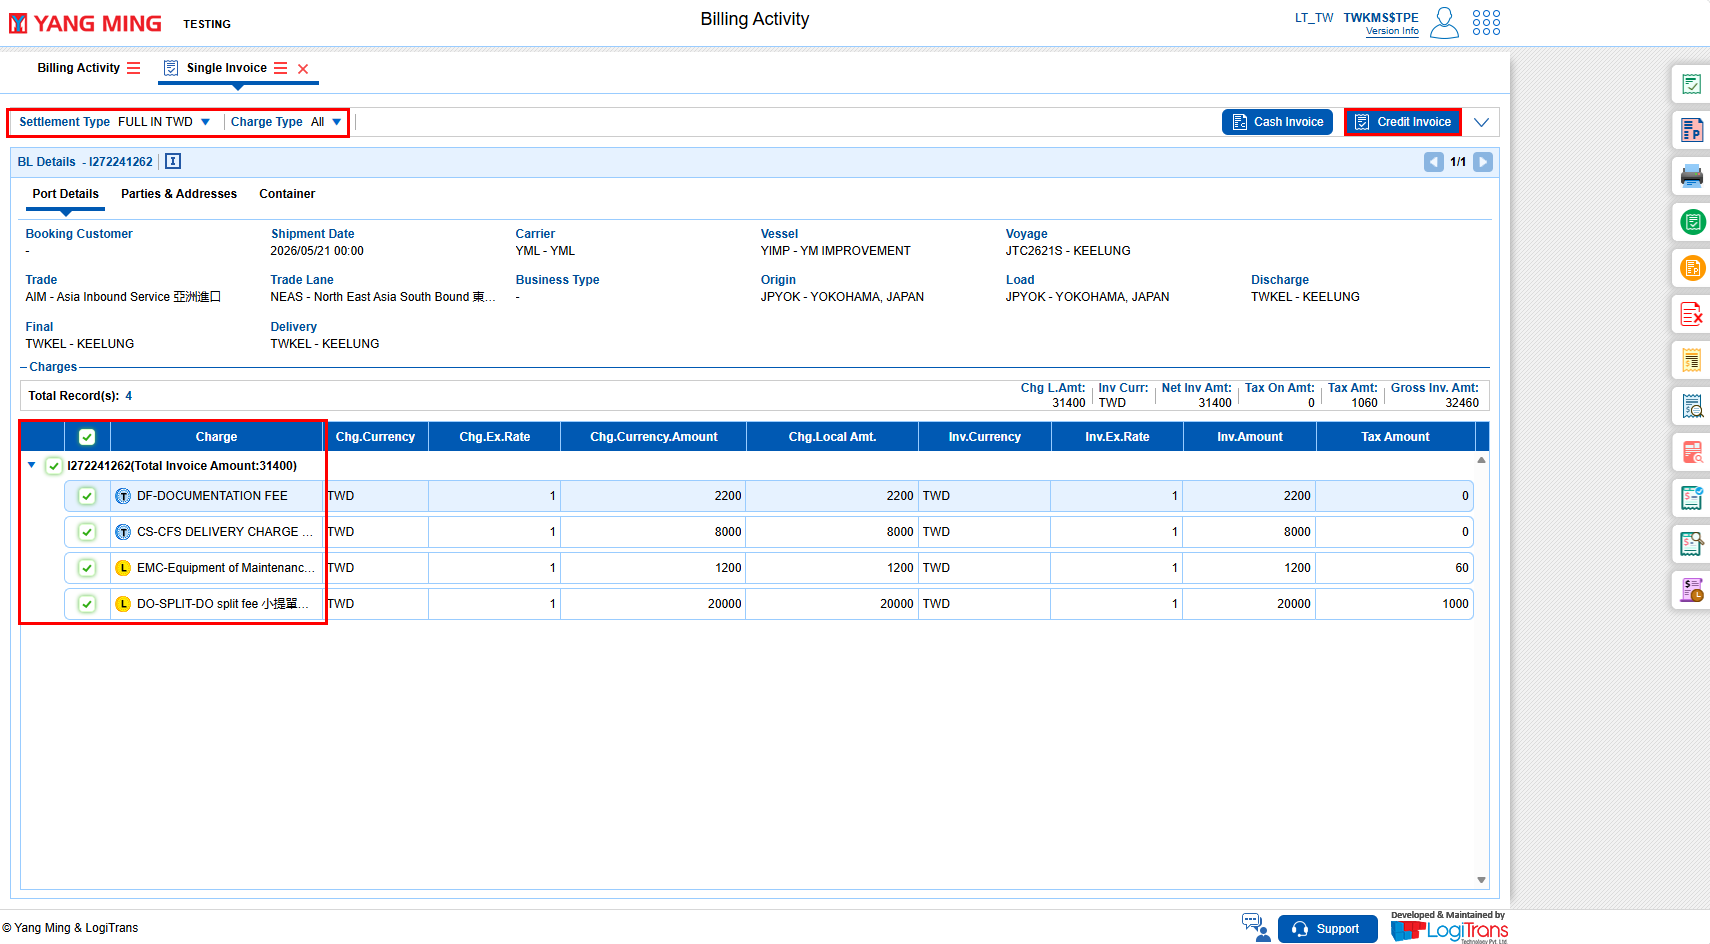 YANG MING TESTING Billing Activity LT_TW TWKMS$TPE
Version Info
Billing Activity Single Invoice
Settlement Type FULL IN TWD Charge Type All Cash Invoice Credit Invoice
BL Details - I272241262 1/1
Port Details Parties & Addresses Container
Booking Customer Shipment Date Carrier Vessel Voyage
- 2026/05/21 00:00 YML - YML YIMP - YM IMPROVEMENT JTC2621S - KEELUNG
Trade Trade Lane Business Type Origin Load Discharge
AIM - Asia Inbound Service 亞洲進口 NEAS - North East Asia South Bound 東... - JPYOK - YOKOHAMA, JAPAN JPYOK - YOKOHAMA, JAPAN TWKEL - KEELUNG
Final Delivery
TWKEL - KEELUNG TWKEL - KEELUNG
Charges
Total Record(s): 4 Chg L.Amt: Inv Curr: Net Inv Amt: Tax On Amt: Tax Amt: Gross Inv. Amt:
31400 TWD 31400 0 1060 32460
Charge Chg.Currency Chg.Ex.Rate Chg.Currency.Amount Chg.Local Amt. Inv.Currency Inv.Ex.Rate Inv.Amount Tax Amount
I272241262(Total Invoice Amount:31400)
T DF-DOCUMENTATION FEE TWD 1 2200 2200 TWD 1 2200 0
T CS-CFS DELIVERY CHARGE ... TWD 1 8000 8000 TWD 1 8000 0
L EMC-Equipment of Maintenanc... TWD 1 1200 1200 TWD 1 1200 60
L DO-SPLIT-DO split fee 小提單... TWD 1 20000 20000 TWD 1 20000 1000
© Yang Ming & LogiTrans Support Developed & Maintained by
LogiTrans
Technology Pvt. Ltd.